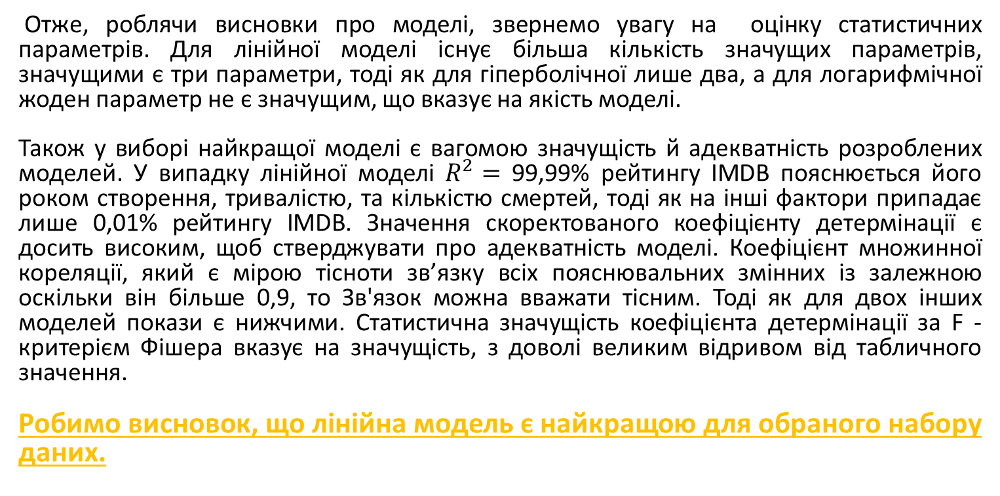 Отже, роблячи висновки про моделі, звернемо увагу на оцінку статистичних
параметрів. Для лінійної моделі існує більша кількість значущих параметрів,
значущими є три параметри, тоді як для гіперболічної лише два, а для логарифмічної
жоден параметр не є значущим, що вказує на якість моделі.
Також у виборі найкращої моделі є вагомою значущість й адекватність розроблених
моделей. У випадку лінійної моделі R² = 99,99% рейтингу IMDB пояснюється його
роком створення, тривалістю, та кількістю смертей, тоді як на інші фактори припадає
лише 0,01% рейтингу IMDB. Значення скоректованого коефіцієнту детермінації є
досить високим, щоб стверджувати про адекватність моделі. Коефіцієнт множинної
кореляції, який є мірою тісноти зв’язку всіх пояснювальних змінних із залежною
оскільки він більше 0,9, то Зв'язок можна вважати тісним. Тоді як для двох інших
моделей покази є нижчими. Статистична значущість коефіцієнта детермінації за F -
критерієм Фішера вказує на значущість, з доволі великим відривом від табличного
значення.
Робимо висновок, що лінійна модель є найкращою для обраного набору
даних.